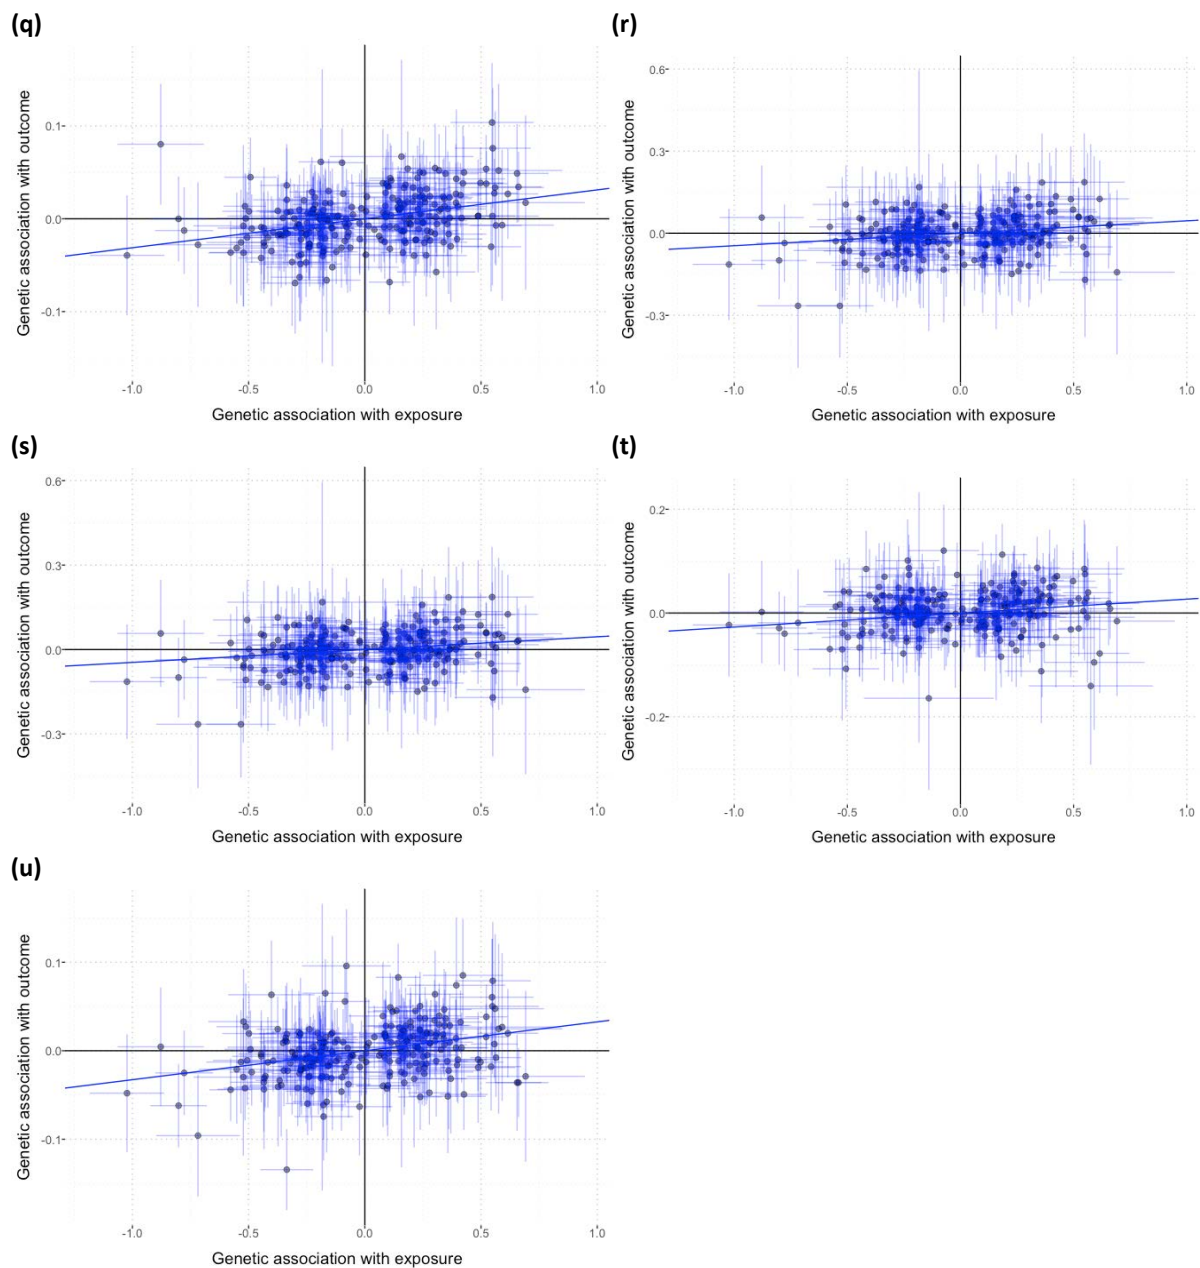 (q)
0.1
0.0
-0.1
Genetic association with outcome
-1.0 -0.5 0.0 0.5 1.0
Genetic association with exposure
(r)
0.6
0.3
0.0
-0.3
Genetic association with outcome
-1.0 -0.5 0.0 0.5 1.0
Genetic association with exposure
(s)
0.6
0.3
0.0
-0.3
Genetic association with outcome
-1.0 -0.5 0.0 0.5 1.0
Genetic association with exposure
(t)
0.2
0.0
-0.2
Genetic association with outcome
-1.0 -0.5 0.0 0.5 1.0
Genetic association with exposure
(u)
0.1
0.0
-0.1
Genetic association with outcome
-1.0 -0.5 0.0 0.5 1.0
Genetic association with exposure